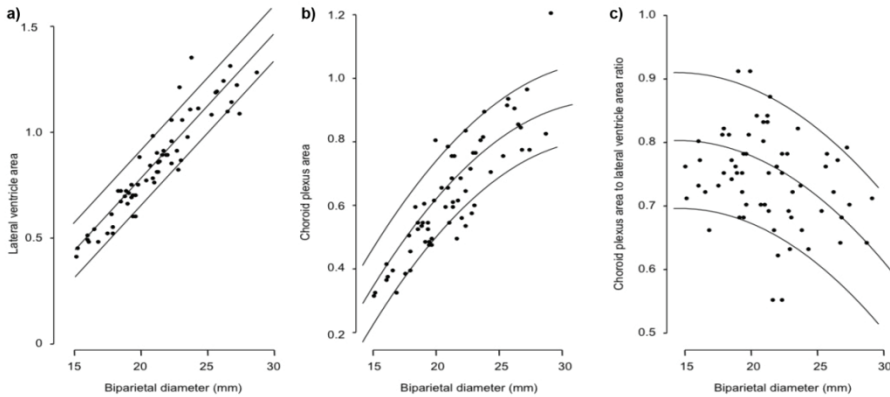 a)
Lateral ventricle area
1.5
1.0
0.5
0
15 20 25 30
Biparietal diameter (mm)
b)
Choroid plexus area
1.2
1.0
0.8
0.6
0.4
0.2
15 20 25 30
Biparietal diameter (mm)
c)
Choroid plexus area to lateral ventricle area ratio
1.0
0.9
0.8
0.7
0.6
0.5
15 20 25 30
Biparietal diameter (mm)